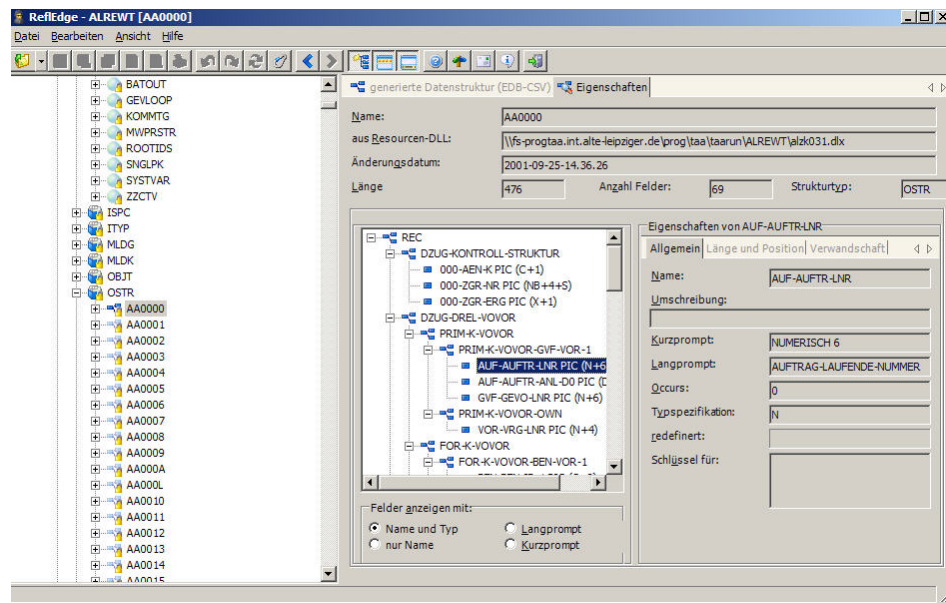 ReflEdge - ALREWT [AA0000]
Datei Bearbeiten Ansicht Hilfe
BATOUT
GEVLOOP
KOMMTG
MWPRSTR
ROOTIDS
SNGLPK
SYSTVAR
ZZCTV
ISPC
ITYP
MLDG
MLDK
OBJT
OSTR
AA0000
AA0001
AA0002
AA0003
AA0004
AA0005
AA0006
AA0007
AA0008
AA0009
AA000A
AA000L
AA0010
AA0011
AA0012
AA0013
AA0014
AA0015
generierte Datenstruktur (EDB-CSV) Eigenschaften
Name: AA0000
aus Resourcen-DLL: \\fs-progtaa.int.alte-leipziger.de\prog\taa\taarun\ALREWT\alzk031.dlx
Änderungsdatum: 2001-09-25-14.36.26
Länge 476 Anzahl Felder: 69 Strukturtyp: OSTR
REC
DZUG-KONTROLL-STRUKTUR
000-AEN-K PIC (C+1)
000-ZGR-NR PIC (NB+4+S)
000-ZGR-ERG PIC (X+1)
DZUG-DREL-VOVOR
PRIM-K-VOVOR
PRIM-K-VOVOR-GVF-VOR-1
AUF-AUFTR-LNR PIC (N+6
AUF-AUFTR-ANL-D0 PIC (D
GVF-GEVO-LNR PIC (N+6)
PRIM-K-VOVOR-OWN
VOR-VRG-LNR PIC (N+4)
FOR-K-VOVOR
FOR-K-VOVOR-BEN-VOR-1
Felder anzeigen mit:
Name und Typ Langprompt
nur Name Kurzprompt
Eigenschaften von AUF-AUFTR-LNR
Allgemein Länge und Position Verwandschaft
Name: AUF-AUFTR-LNR
Umschreibung:
Kurzprompt: NUMERISCH 6
Langprompt: AUFTRAG-LAUFENDE-NUMMER
Occurs: 0
Typspezifikation: N
redefinert:
Schlüssel für: